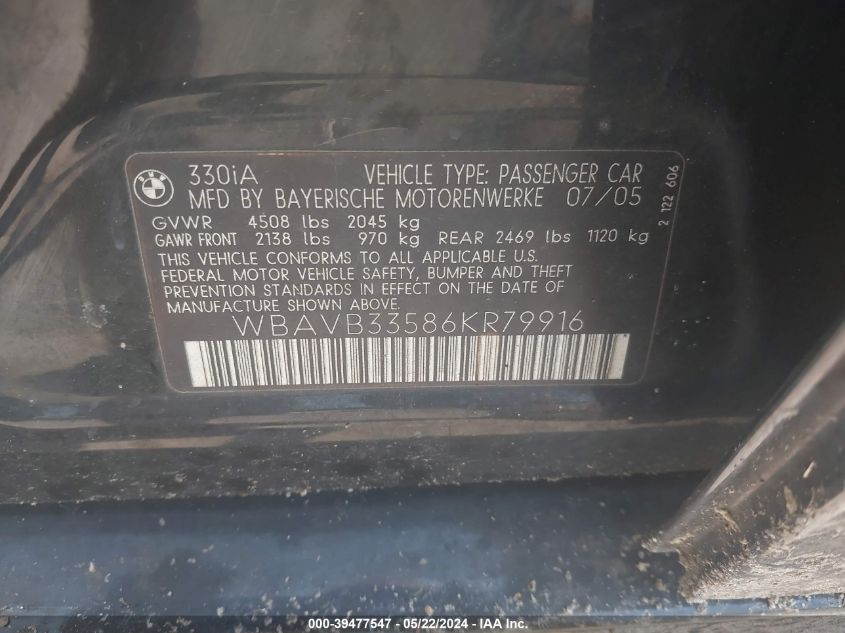 330iA VEHICLE TYPE: PASSENGER CAR
MFD BY BAYERISCHE MOTORENWERKE 07/05
GVWR 4508 lbs 2045 kg
GAWR FRONT 2138 lbs 970 kg REAR 2469 lbs 1120 kg
THIS VEHICLE CONFORMS TO ALL APPLICABLE U.S.
FEDERAL MOTOR VEHICLE SAFETY, BUMPER AND THEFT
PREVENTION STANDARDS IN EFFECT ON THE DATE OF
MANUFACTURE SHOWN ABOVE.
WBAVB33586KR79916
2 122 606
000-39477547 - 05/22/2024 - IAA Inc.